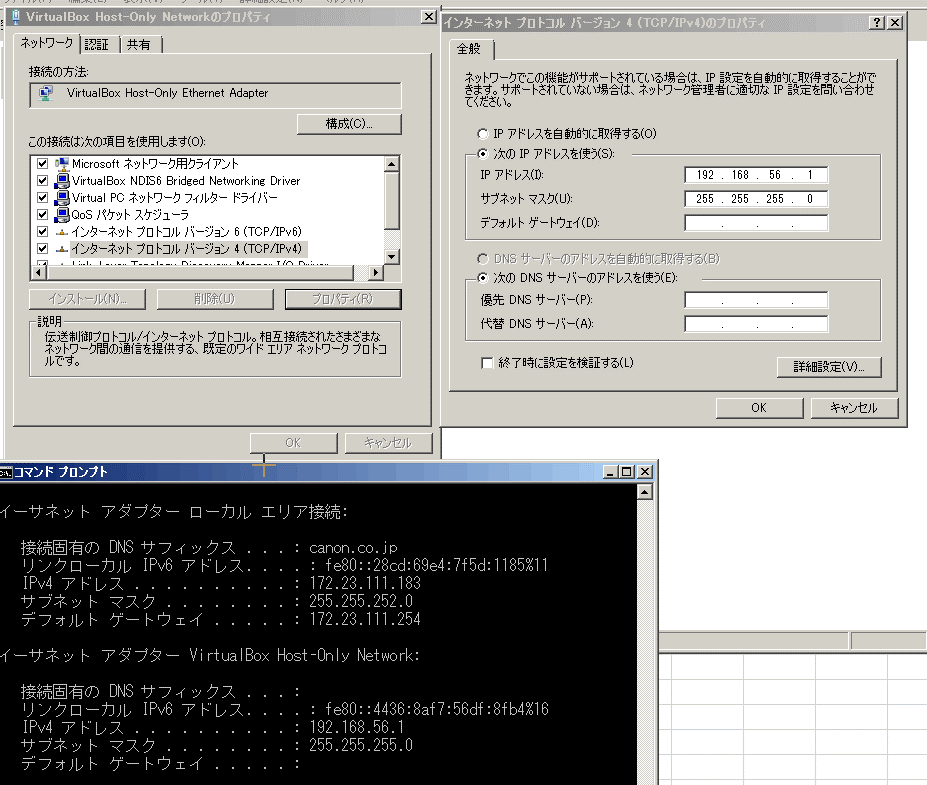 VirtualBox Host-Only Networkのプロパティ
ネットワーク 認証 共有
接続の方法:
VirtualBox Host-Only Ethernet Adapter
構成(C)...
この接続は次の項目を使用します(O):
Microsoft ネットワーク用クライアント
VirtualBox NDIS6 Bridged Networking Driver
Virtual PC ネットワーク フィルター ドライバー
QoS パケット スケジューラ
インターネット プロトコル バージョン 6 (TCP/IPv6)
インターネット プロトコル バージョン 4 (TCP/IPv4)
インストール(N)... 削除(U) プロパティ(R)
説明
伝送制御プロトコル/インターネット プロトコル。相互接続されたさまざまな
ネットワーク間の通信を提供する、既定のワイド エリア ネットワーク プロトコ
ルです。
OK キャンセル
インターネット プロトコル バージョン 4 (TCP/IPv4)のプロパティ
全般
ネットワークでこの機能がサポートされている場合は、IP 設定を自動的に取得することがで
きます。サポートされていない場合は、ネットワーク管理者に適切な IP 設定を問い合わせ
てください。
IP アドレスを自動的に取得する(O)
次の IP アドレスを使う(S):
IP アドレス(I): 192 . 168 . 56 . 1
サブネット マスク(U): 255 . 255 . 255 . 0
デフォルト ゲートウェイ(D): . . .
DNS サーバーのアドレスを自動的に取得する(B)
次の DNS サーバーのアドレスを使う(E):
優先 DNS サーバー(P): . . .
代替 DNS サーバー(A): . . .
終了時に設定を検証する(L)
詳細設定(V)...
OK キャンセル
コマンド プロンプト
イーサネット アダプター ローカル エリア接続:
接続固有の DNS サフィックス . . . : canon.co.jp
リンクローカル IPv6 アドレス. . . . : fe80::28cd:69e4:7f5d:1185%11
IPv4 アドレス . . . . . . . . . . : 172.23.111.183
サブネット マスク . . . . . . . . : 255.255.252.0
デフォルト ゲートウェイ . . . . . : 172.23.111.254
イーサネット アダプター VirtualBox Host-Only Network:
接続固有の DNS サフィックス . . . :
リンクローカル IPv6 アドレス. . . . : fe80::4436:8af7:56df:8fb4%16
IPv4 アドレス . . . . . . . . . . : 192.168.56.1
サブネット マスク . . . . . . . . : 255.255.255.0
デフォルト ゲートウェイ . . . . . :